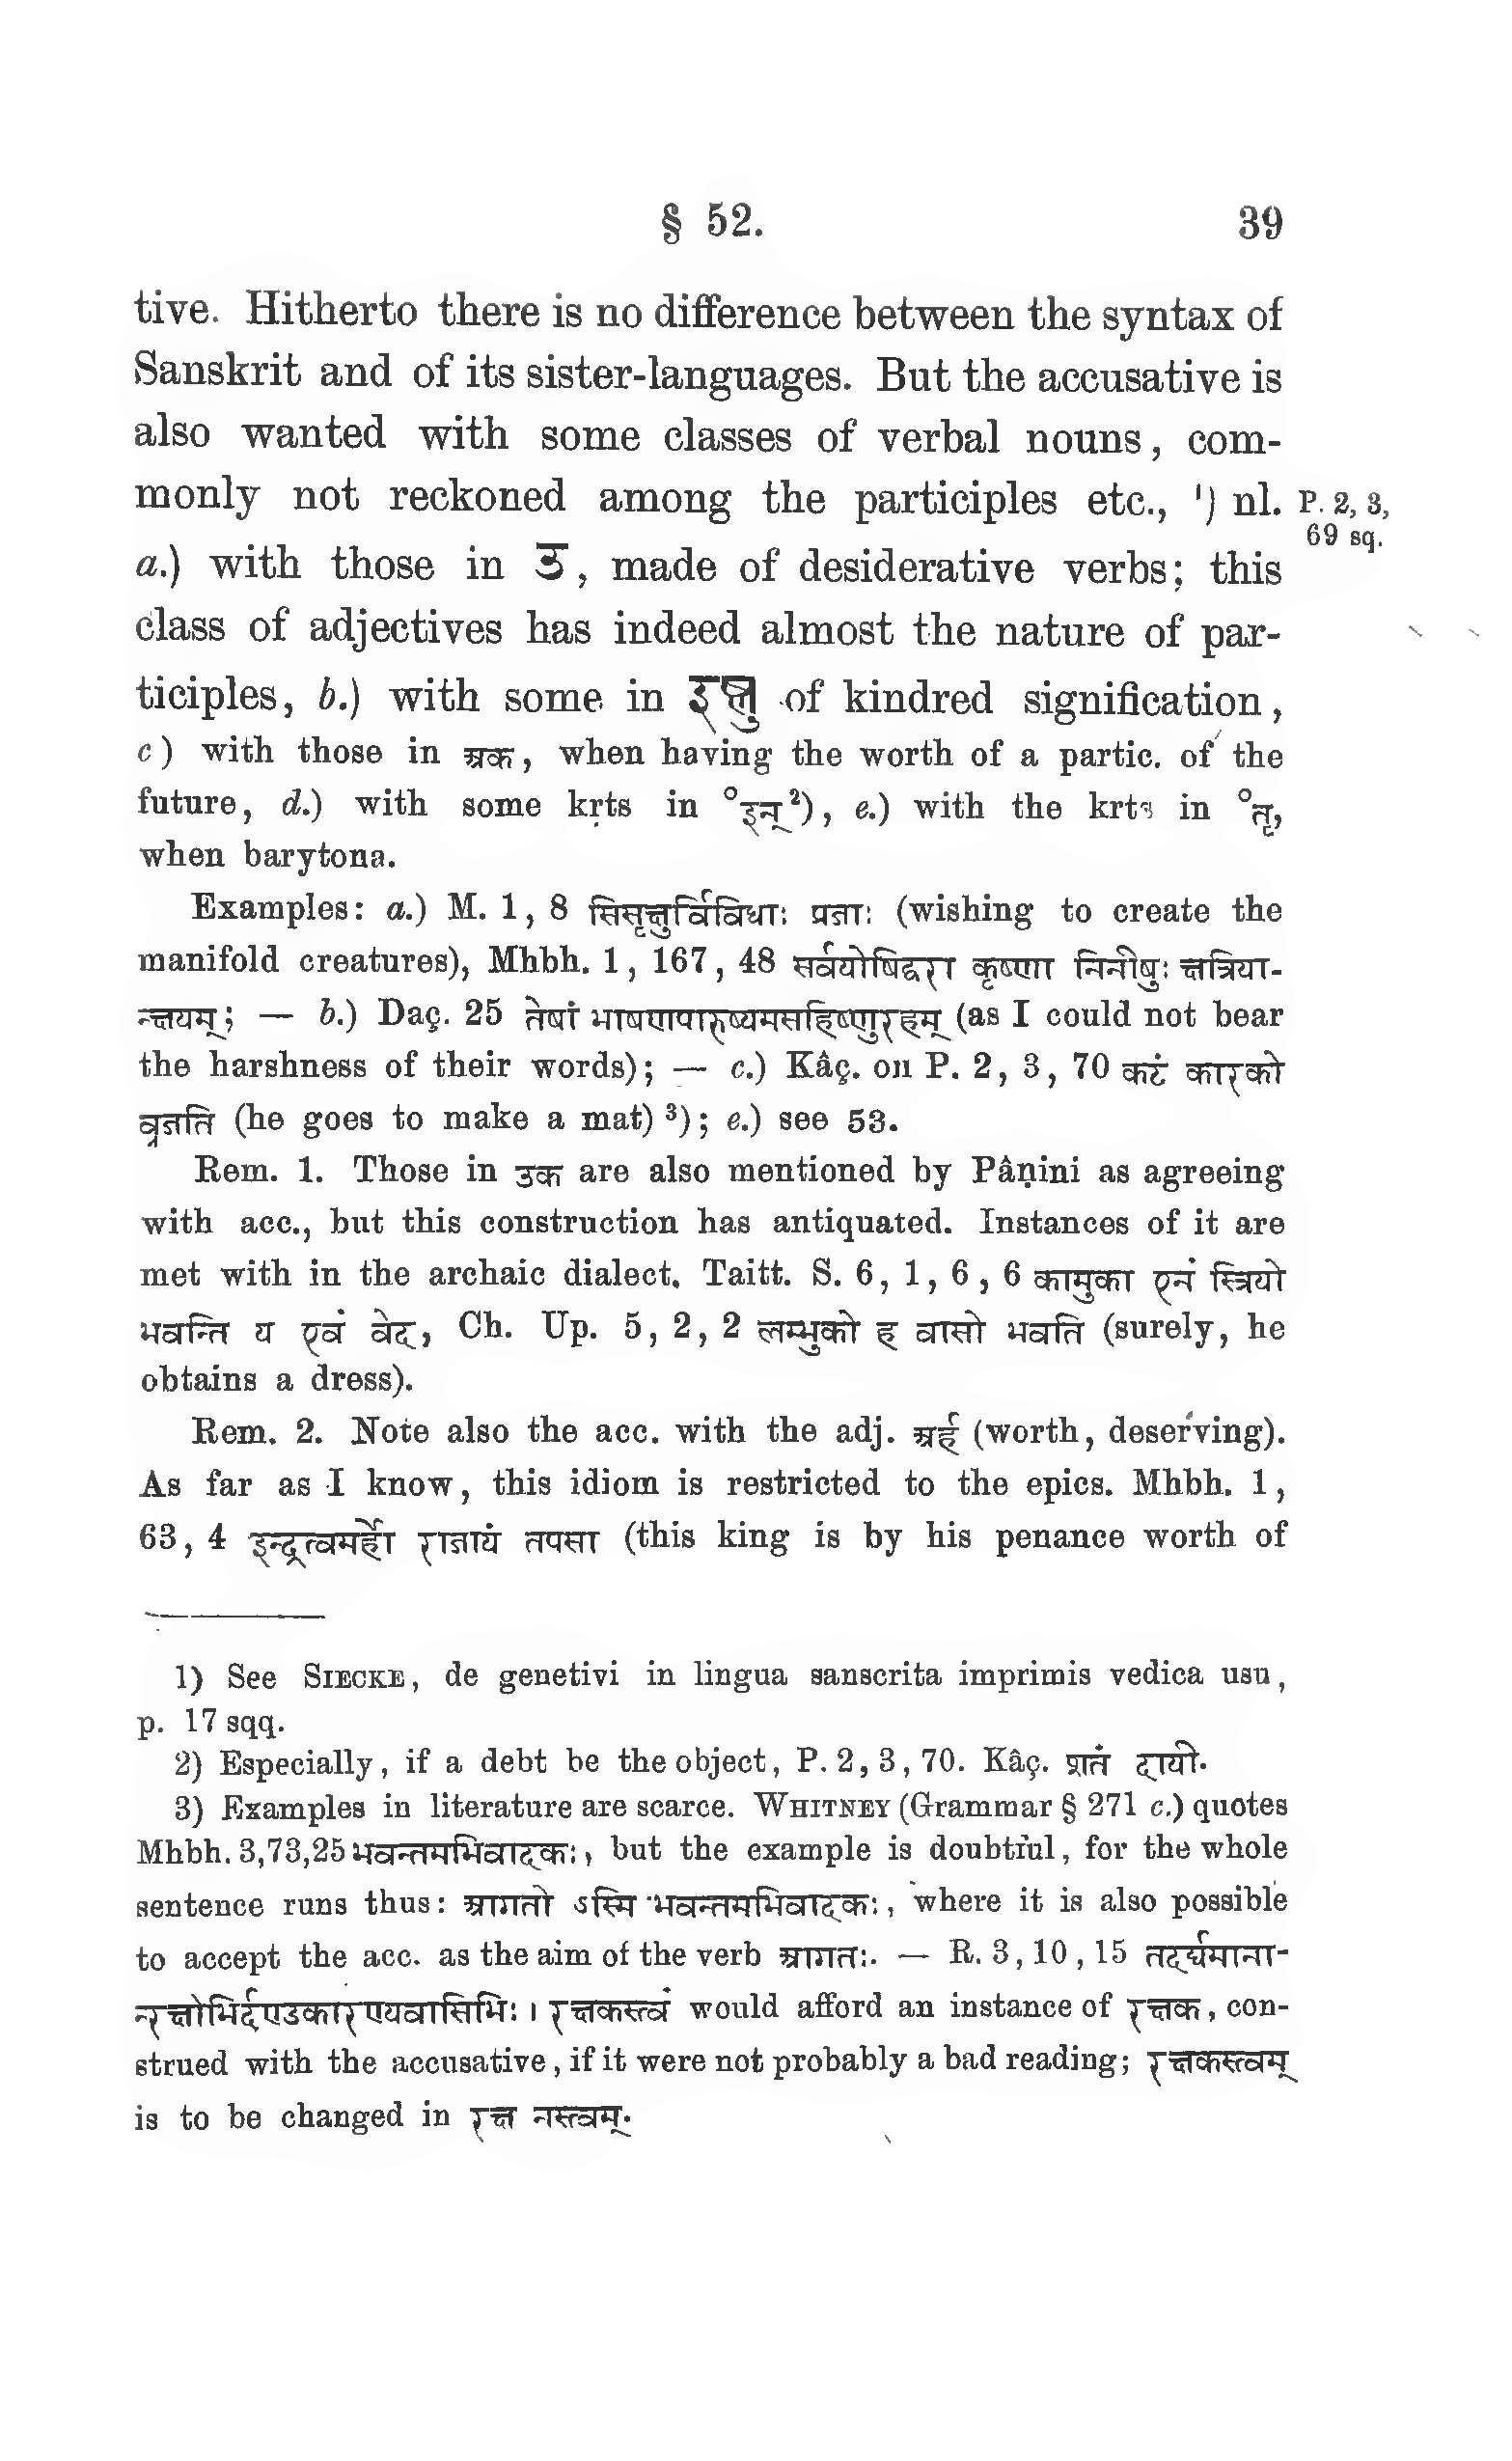 § 52. 39
tive. Hitherto there is no difference between the syntax of
Sanskrit and of its sister-languages. But the accusative is
also wanted with some classes of verbal nouns, com-
monly not reckoned among the participles etc., ¹) nl. P. 2, 3,
69 sq.
a.) with those in उ, made of desiderative verbs; this
class of adjectives has indeed almost the nature of par-
ticiples, b.) with some in इष्णु of kindred signification,
c) with those in अक, when having the worth of a partic. of the
future, d.) with some kṛts in °इन् ²), e.) with the krts in °तृ,
when barytona.
Examples: a.) M. 1, 8 सिसृक्षुर्विविधाः प्रजाः (wishing to create the
manifold creatures), Mhbh. 1, 167, 48 सर्वयोषिद्वरा कृष्णा निनीषुः क्षत्रिया-
न्क्षयम्; — b.) Daç. 25 तेषां भाषणपारुष्यमसहिष्णुरहम् (as I could not bear
the harshness of their words); — c.) Kâç. on P. 2, 3, 70 कटं कारको
व्रजति (he goes to make a mat) ³); e.) see 53.
Rem. 1. Those in उक are also mentioned by Pâṇini as agreeing
with acc., but this construction has antiquated. Instances of it are
met with in the archaic dialect. Taitt. S. 6, 1, 6, 6 कामुका एनं स्त्रियो
भवन्ति य एवं वेद, Ch. Up. 5, 2, 2 लम्भुको ह वासो भवति (surely, he
obtains a dress).
Rem. 2. Note also the acc. with the adj. अर्ह (worth, deserving).
As far as I know, this idiom is restricted to the epics. Mhbh. 1,
63, 4 इन्द्रत्वमर्हो राजायं तपसा (this king is by his penance worth of
1) See SIECKE, de genetivi in lingua sanscrita imprimis vedica usu,
p. 17 sqq.
2) Especially, if a debt be the object, P. 2, 3, 70. Kâç. शतं दायी.
3) Examples in literature are scarce. WHITNEY (Grammar § 271 c.) quotes
Mhbh. 3,73,25 भवन्तमभिवादकः, but the example is doubtful, for the whole
sentence runs thus: आगतो ऽस्मि भवन्तमभिवादकः, where it is also possible
to accept the acc. as the aim of the verb आगतः. — R. 3, 10, 15 तदर्घमाना-
न्रक्षोभिर्दण्डकारण्यवासिभिः । रक्षकस्त्वं would afford an instance of रक्षक, con-
strued with the accusative, if it were not probably a bad reading; रक्षकस्त्वम्
is to be changed in रक्ष नस्त्वम्.